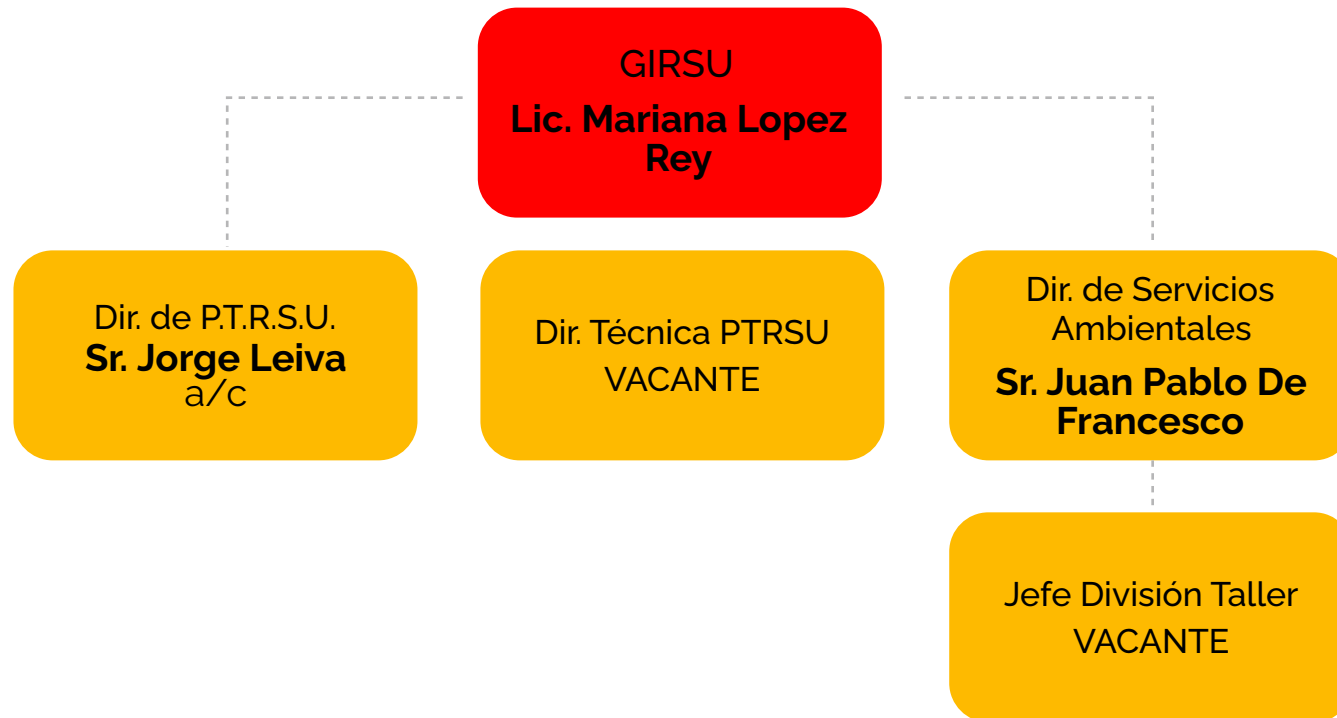 GIRSU
Lic. Mariana Lopez
Rey
Dir. de P.T.R.S.U.
Sr. Jorge Leiva
a/c
Dir. Técnica PTRSU
VACANTE
Dir. de Servicios
Ambientales
Sr. Juan Pablo De
Francesco
Jefe División Taller
VACANTE